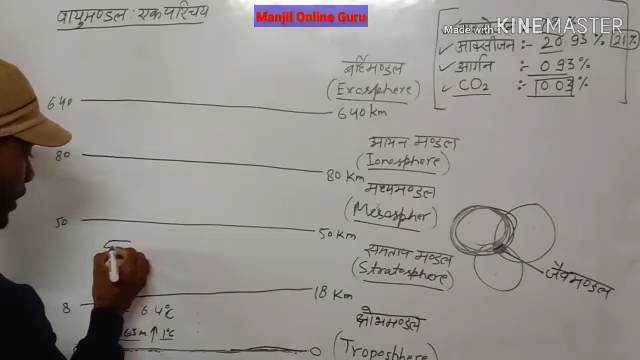 वायुमण्डल : एक परिचय
Manjil Online Guru
Made with KINEMASTER
आक्सीजन :- 20.93% 21%
आर्गन :- 0.93%
CO₂ :- 0.03%
बर्हिमण्डल
(Exosphere)
640 640 km
आयन मण्डल
(Ionosphere)
80 80 Km
मध्यमण्डल
(Mesospher)
50 50 Km
समताप मण्डल
(Stratosphere)
जैवमण्डल
8 18 Km
6.4°C
165m ↑ 1°C
क्षोभमण्डल
(Troposphere)
0